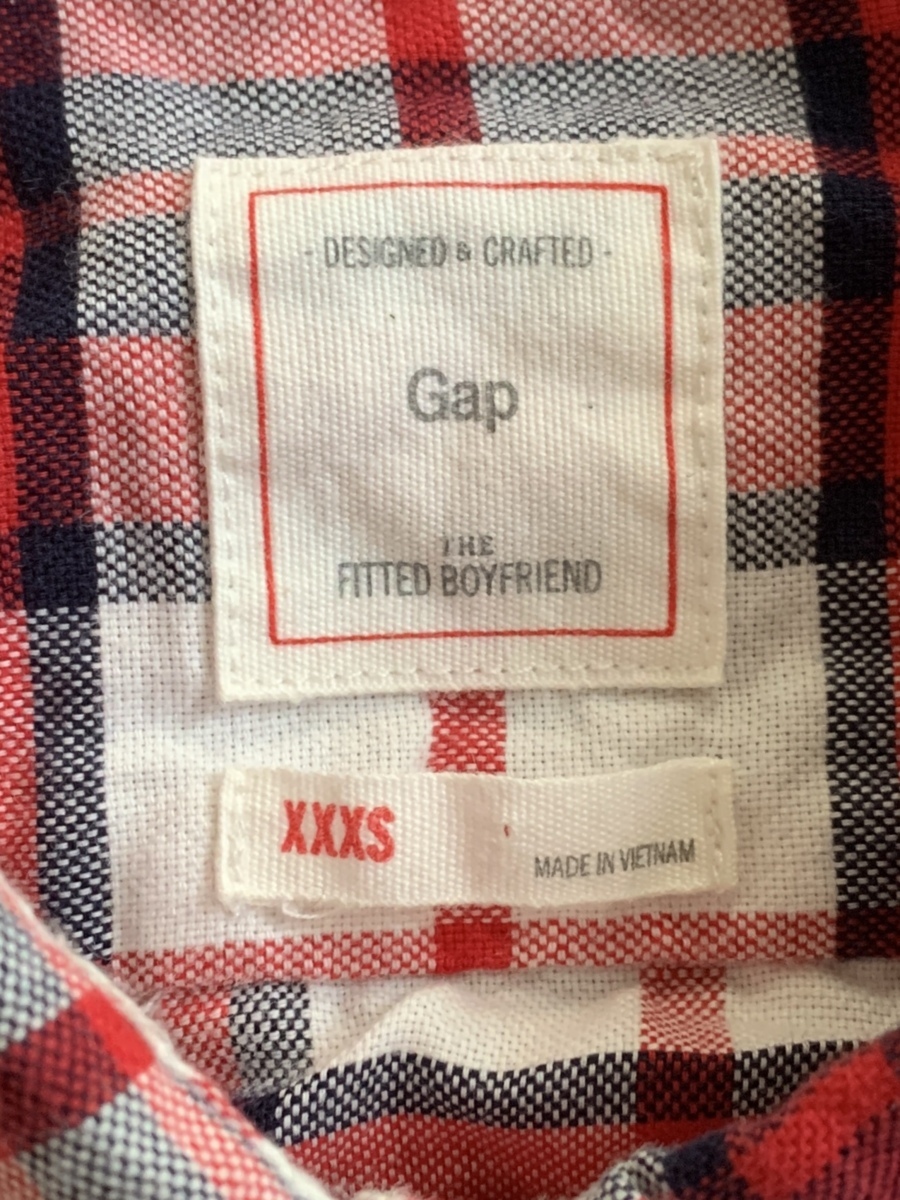 - DESIGNED & CRAFTED -
Gap
THE
FITTED BOYFRIEND
XXXS
MADE IN VIETNAM